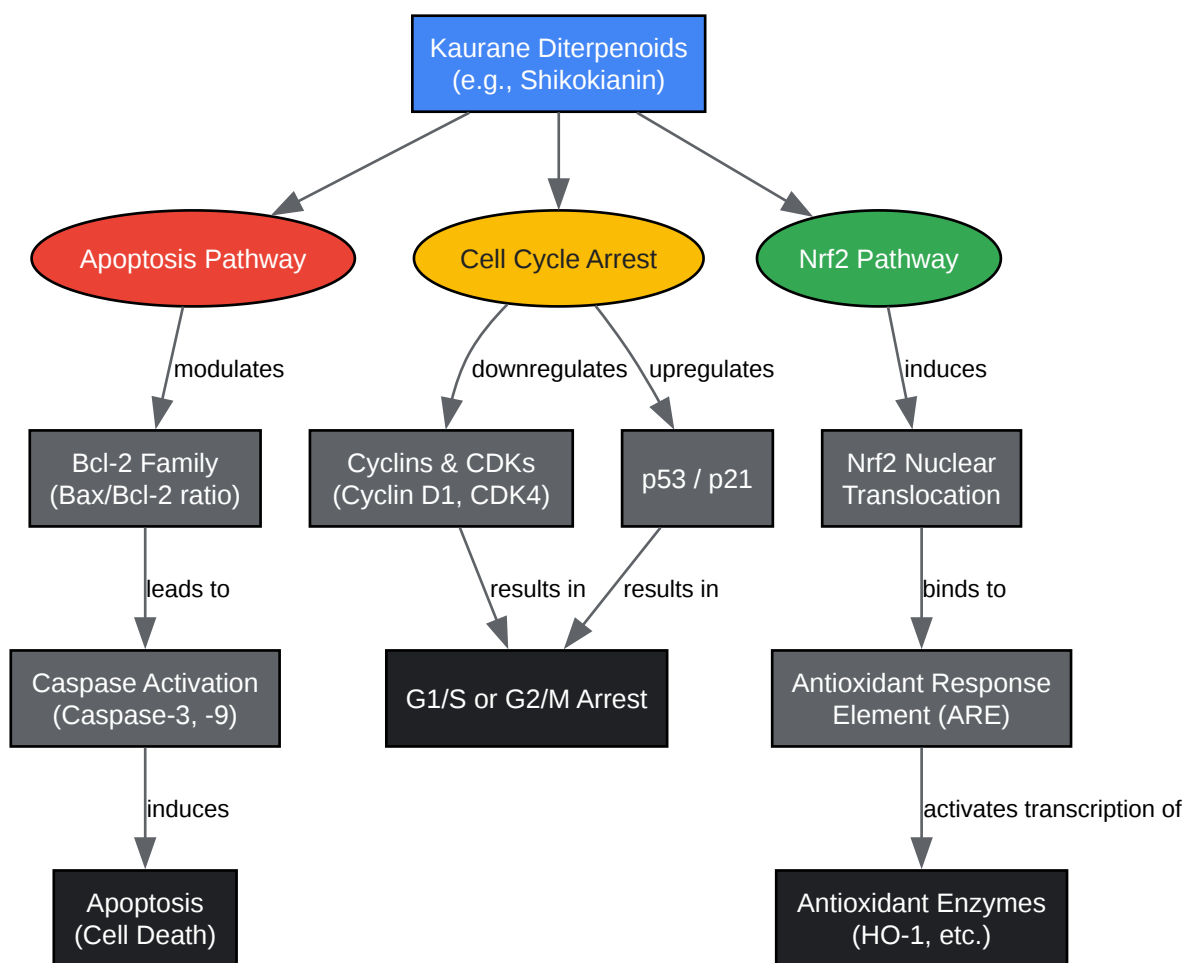 Kaurane Diterpenoids
(e.g., Shikokianin)
Apoptosis Pathway
Cell Cycle Arrest
Nrf2 Pathway
modulates
downregulates
upregulates
induces
Bcl-2 Family
(Bax/Bcl-2 ratio)
Cyclins & CDKs
(Cyclin D1, CDK4)
p53 / p21
Nrf2 Nuclear
Translocation
leads to
results in
results in
binds to
Caspase Activation
(Caspase-3, -9)
G1/S or G2/M Arrest
Antioxidant Response
Element (ARE)
induces
activates transcription of
Apoptosis
(Cell Death)
Antioxidant Enzymes
(HO-1, etc.)